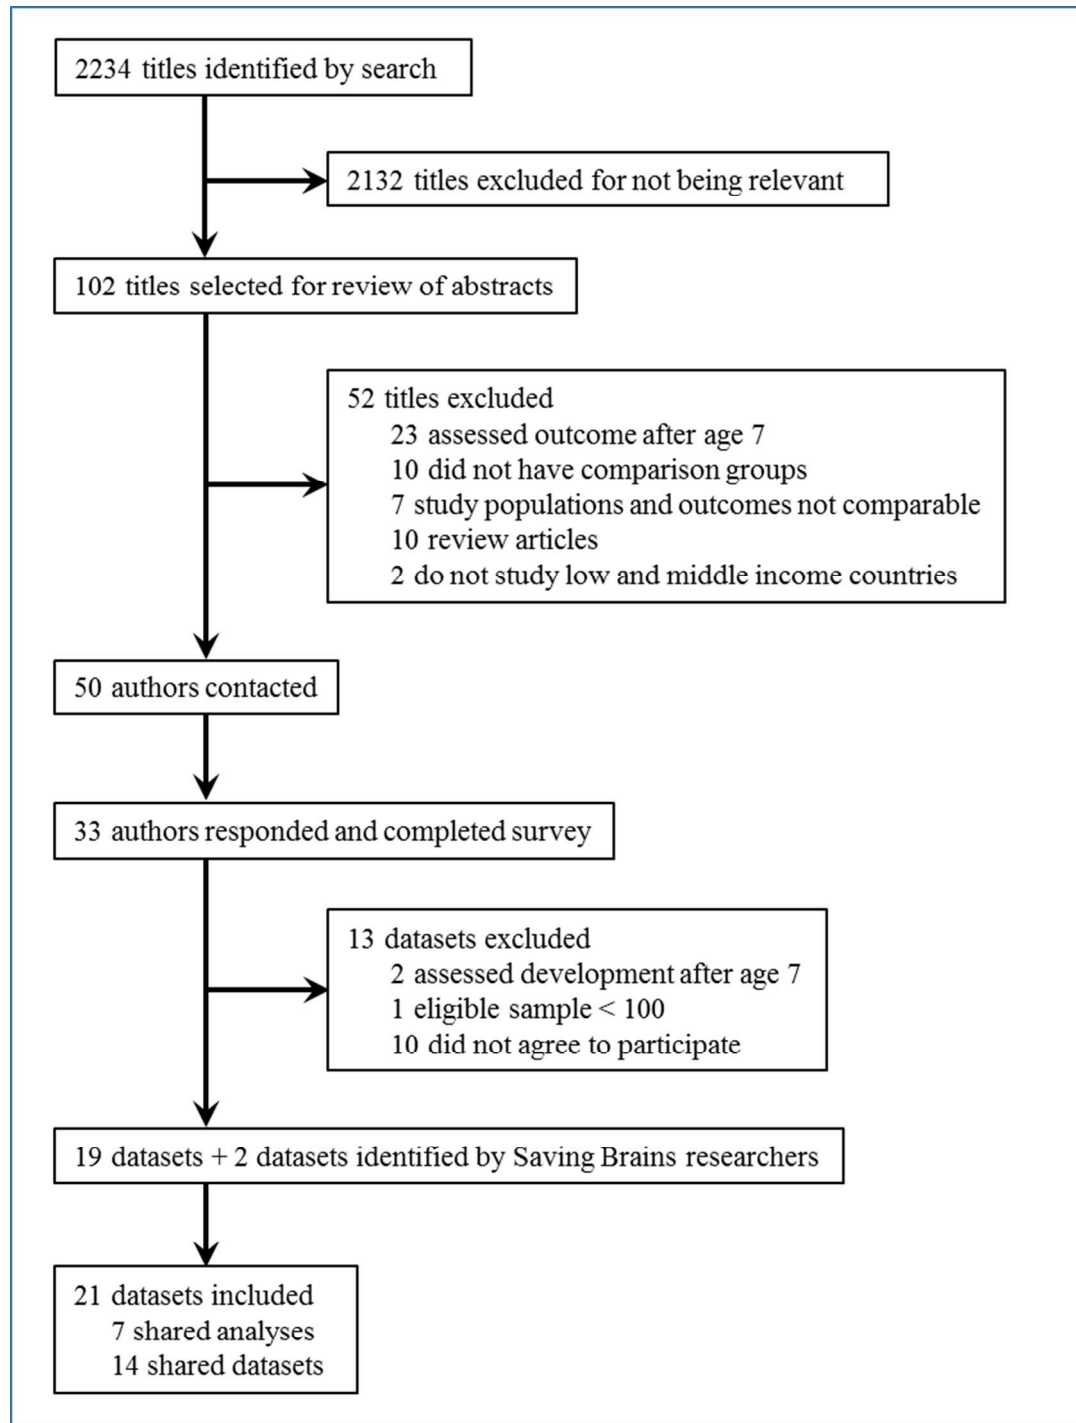 2234 titles identified by search
2132 titles excluded for not being relevant
102 titles selected for review of abstracts
52 titles excluded
23 assessed outcome after age 7
10 did not have comparison groups
7 study populations and outcomes not comparable
10 review articles
2 do not study low and middle income countries
50 authors contacted
33 authors responded and completed survey
13 datasets excluded
2 assessed development after age 7
1 eligible sample < 100
10 did not agree to participate
19 datasets + 2 datasets identified by Saving Brains researchers
21 datasets included
7 shared analyses
14 shared datasets